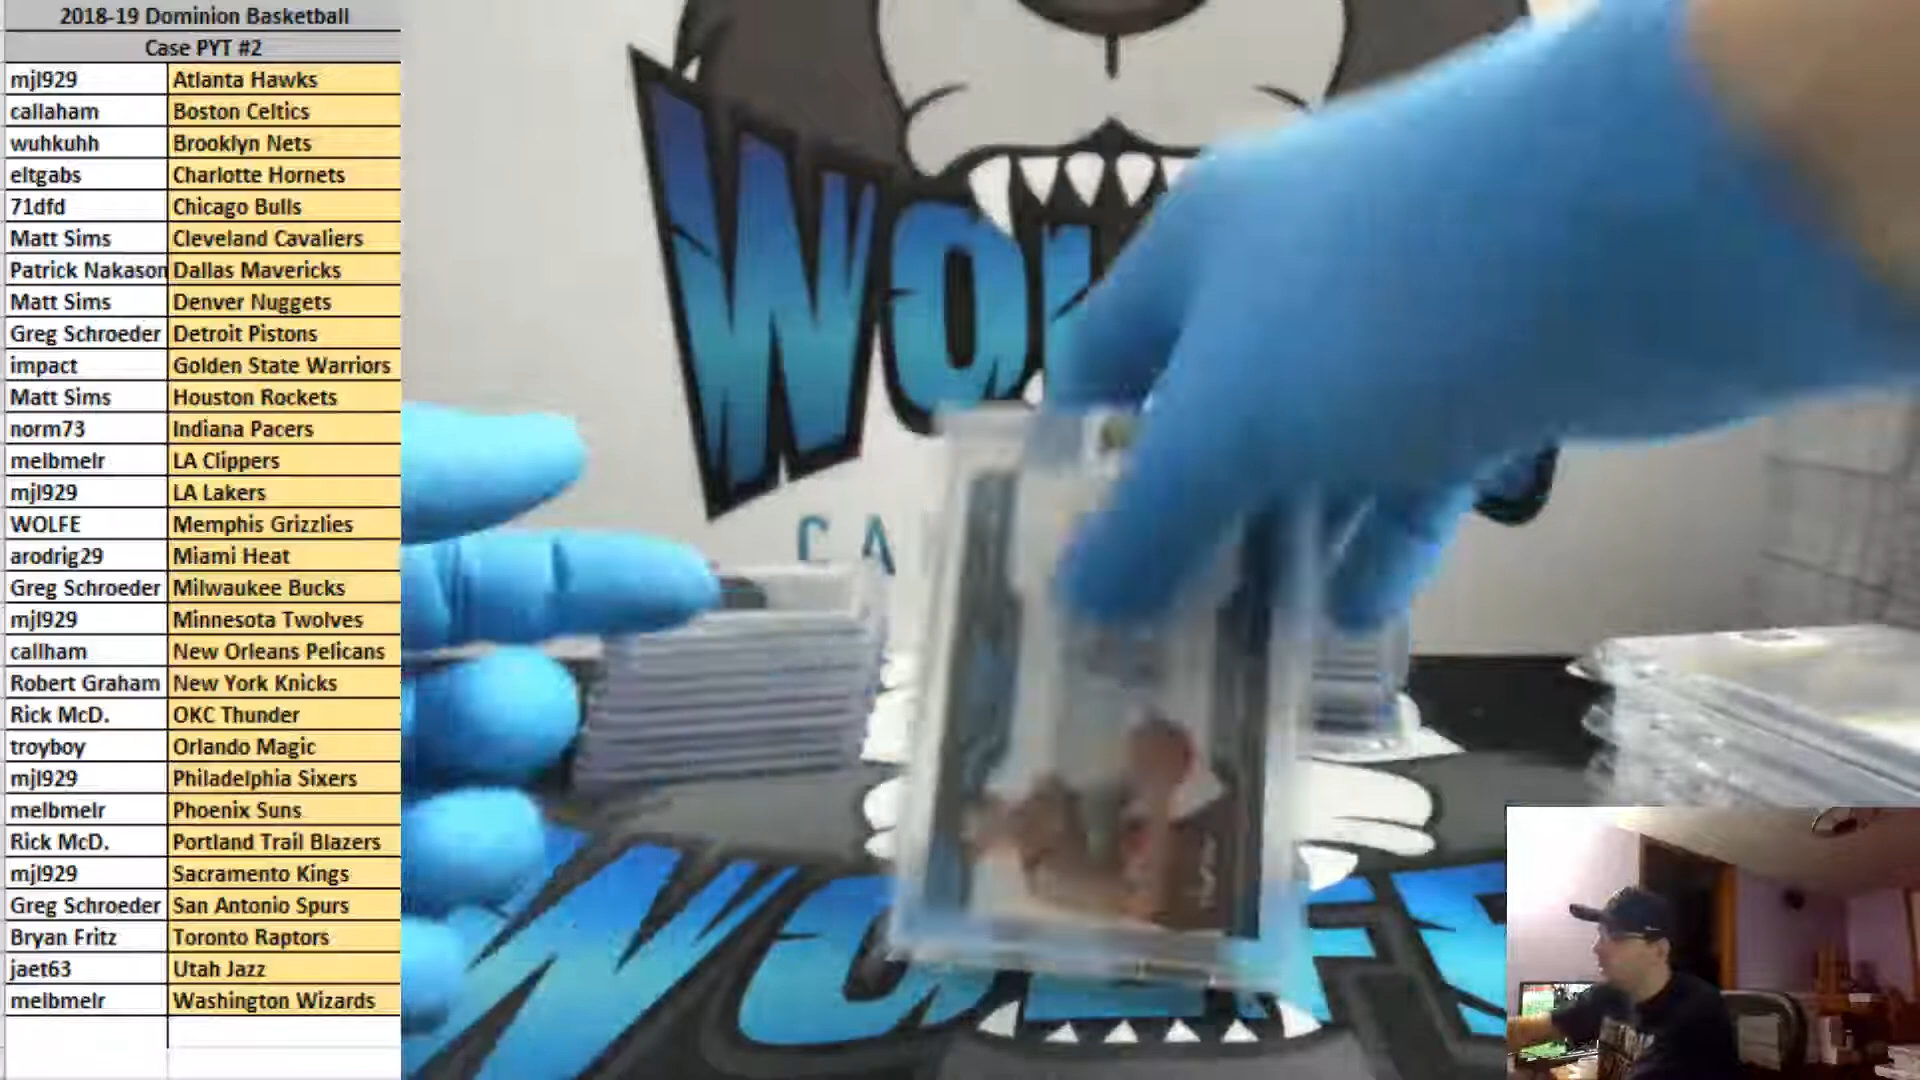 2018-19 Dominion Basketball
Case PYT #2
mjl929 Atlanta Hawks
callaham Boston Celtics
wuhkuhh Brooklyn Nets
eltgabs Charlotte Hornets
71dfd Chicago Bulls
Matt Sims Cleveland Cavaliers
Patrick Nakason Dallas Mavericks
Matt Sims Denver Nuggets
Greg Schroeder Detroit Pistons
impact Golden State Warriors
Matt Sims Houston Rockets
norm73 Indiana Pacers
melbmelr LA Clippers
mjl929 LA Lakers
WOLFE Memphis Grizzlies
arodrig29 Miami Heat
Greg Schroeder Milwaukee Bucks
mjl929 Minnesota Twolves
callham New Orleans Pelicans
Robert Graham New York Knicks
Rick McD. OKC Thunder
troyboy Orlando Magic
mjl929 Philadelphia Sixers
melbmelr Phoenix Suns
Rick McD. Portland Trail Blazers
mjl929 Sacramento Kings
Greg Schroeder San Antonio Spurs
Bryan Fritz Toronto Raptors
jaet63 Utah Jazz
melbmelr Washington Wizards